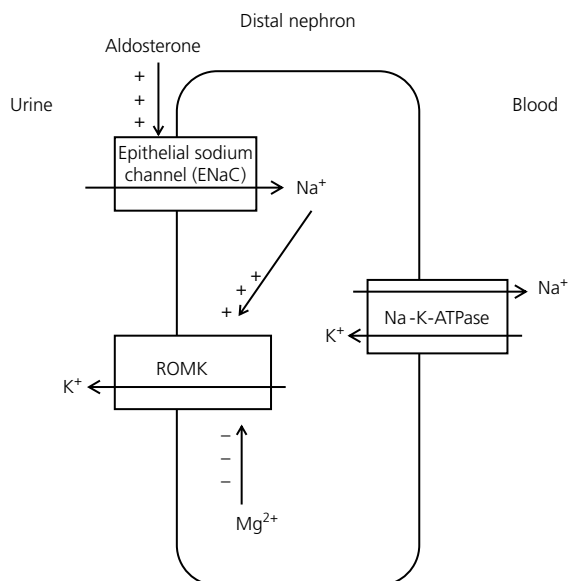 Distal nephron
Aldosterone
Urine
Blood
+
+
+
Epithelial sodium
channel (ENaC)
Na⁺
+
+
+
Na⁺
Na-K-ATPase
K⁺
ROMK
K⁺
–
–
–
Mg²⁺